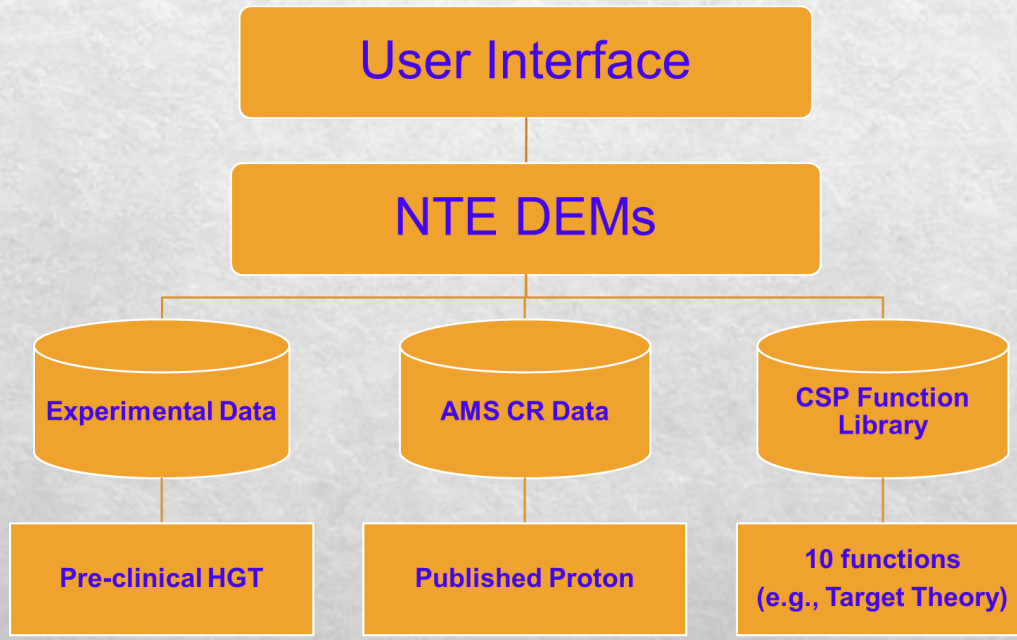 User Interface
NTE DEMs
Experimental Data
AMS CR Data
CSP Function
Library
Pre-clinical HGT
Published Proton
10 functions
(e.g., Target Theory)